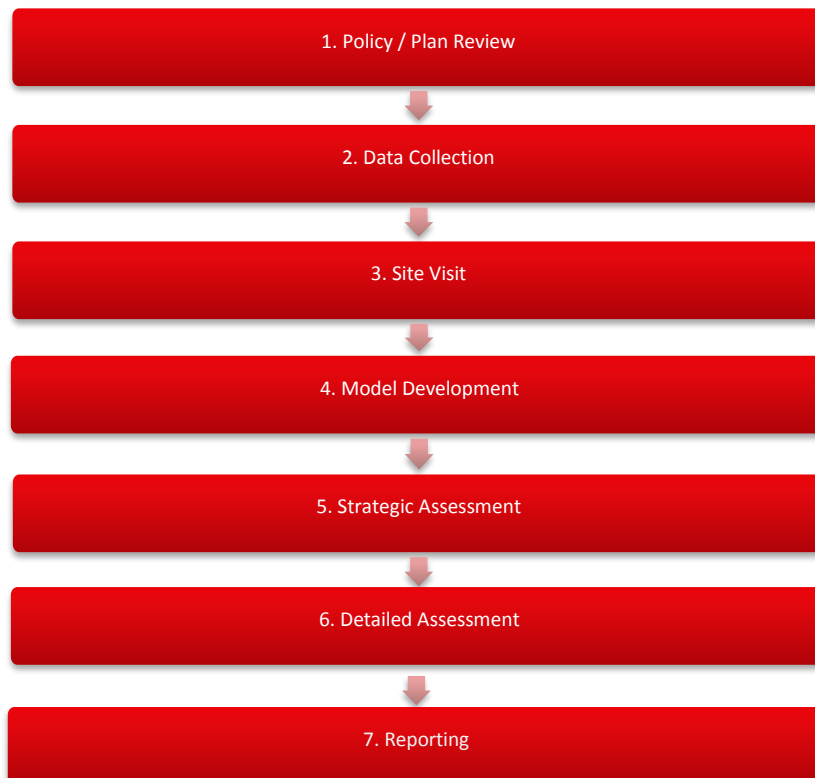 1. Policy / Plan Review
2. Data Collection
3. Site Visit
4. Model Development
5. Strategic Assessment
6. Detailed Assessment
7. Reporting